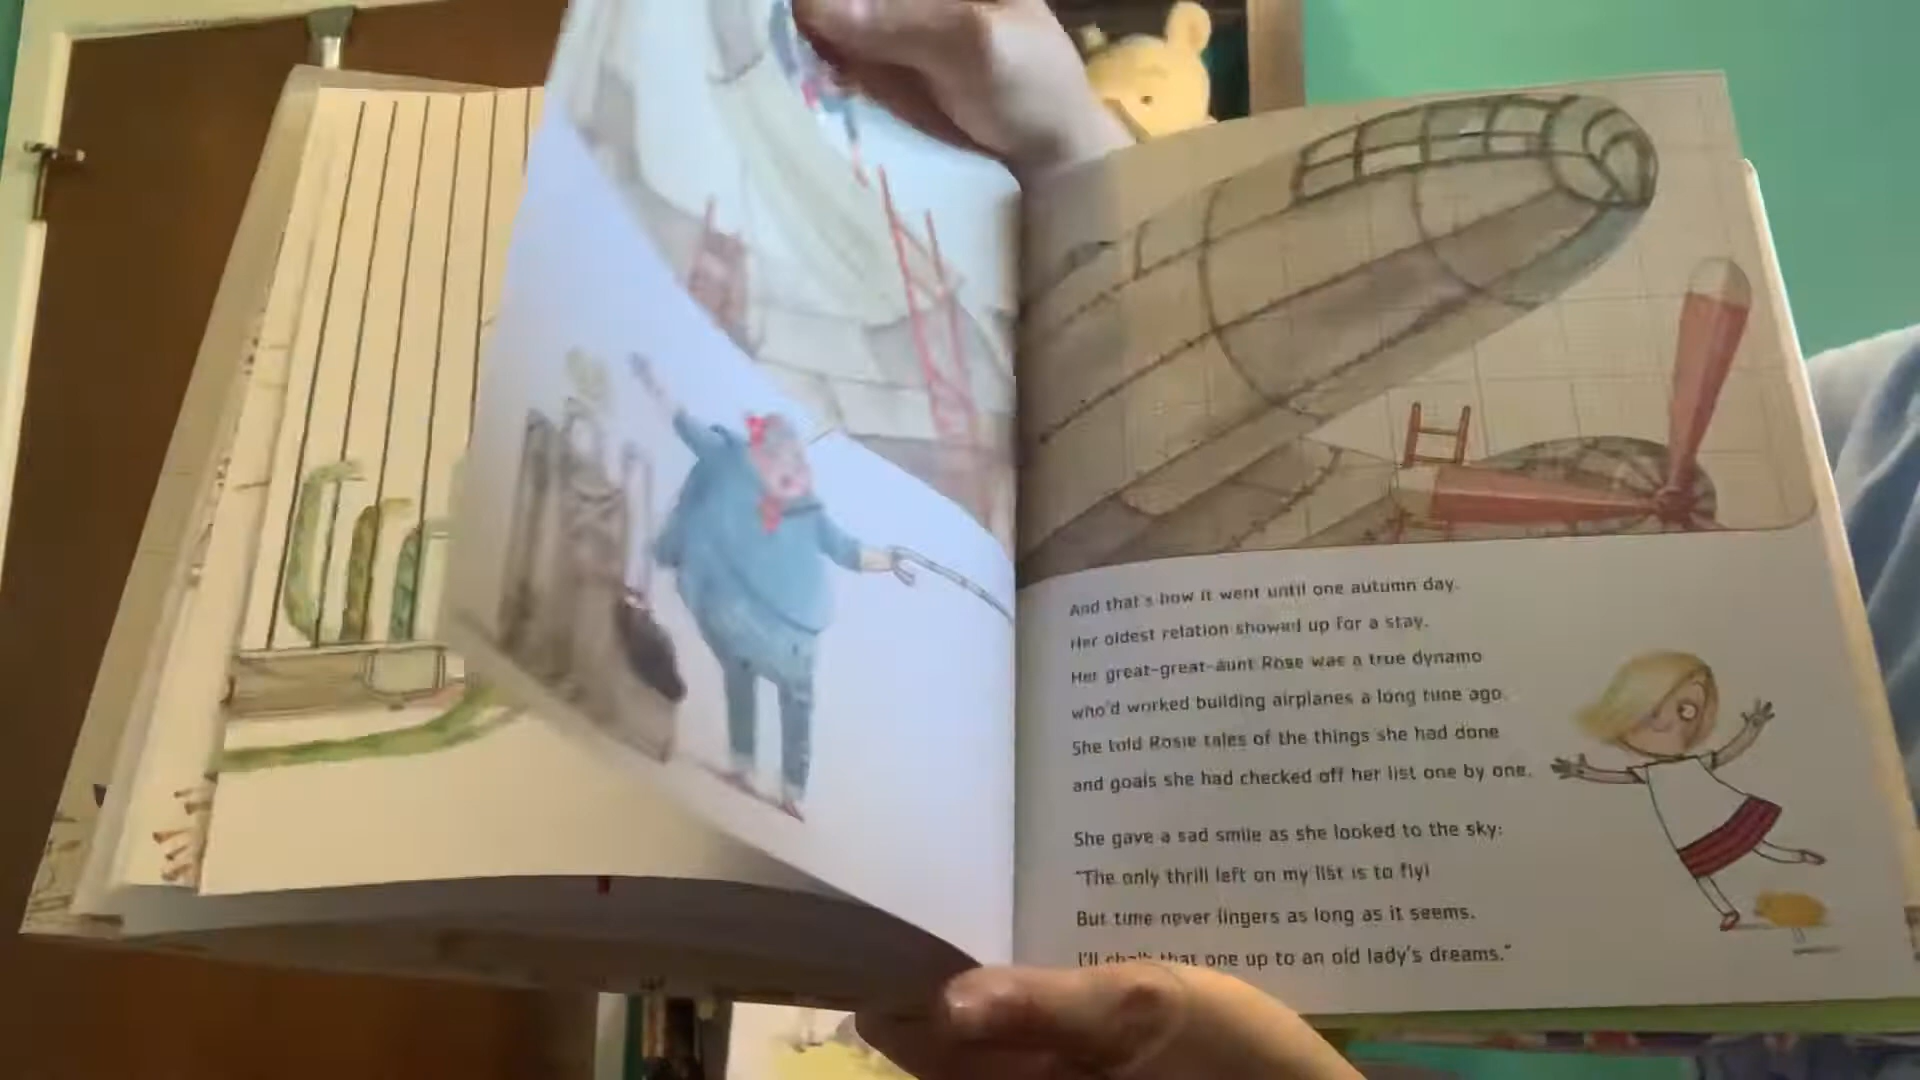 And that's how it went until one autumn day.
Her oldest relation showed up for a stay.
Her great-great-aunt Rose was a true dynamo
who'd worked building airplanes a long time ago.
She told Rosie tales of the things she had done
and goals she had checked off her list one by one.
She gave a sad smile as she looked to the sky:
"The only thrill left on my list is to fly!
But time never lingers as long as it seems.
I'll chalk that one up to an old lady's dreams."